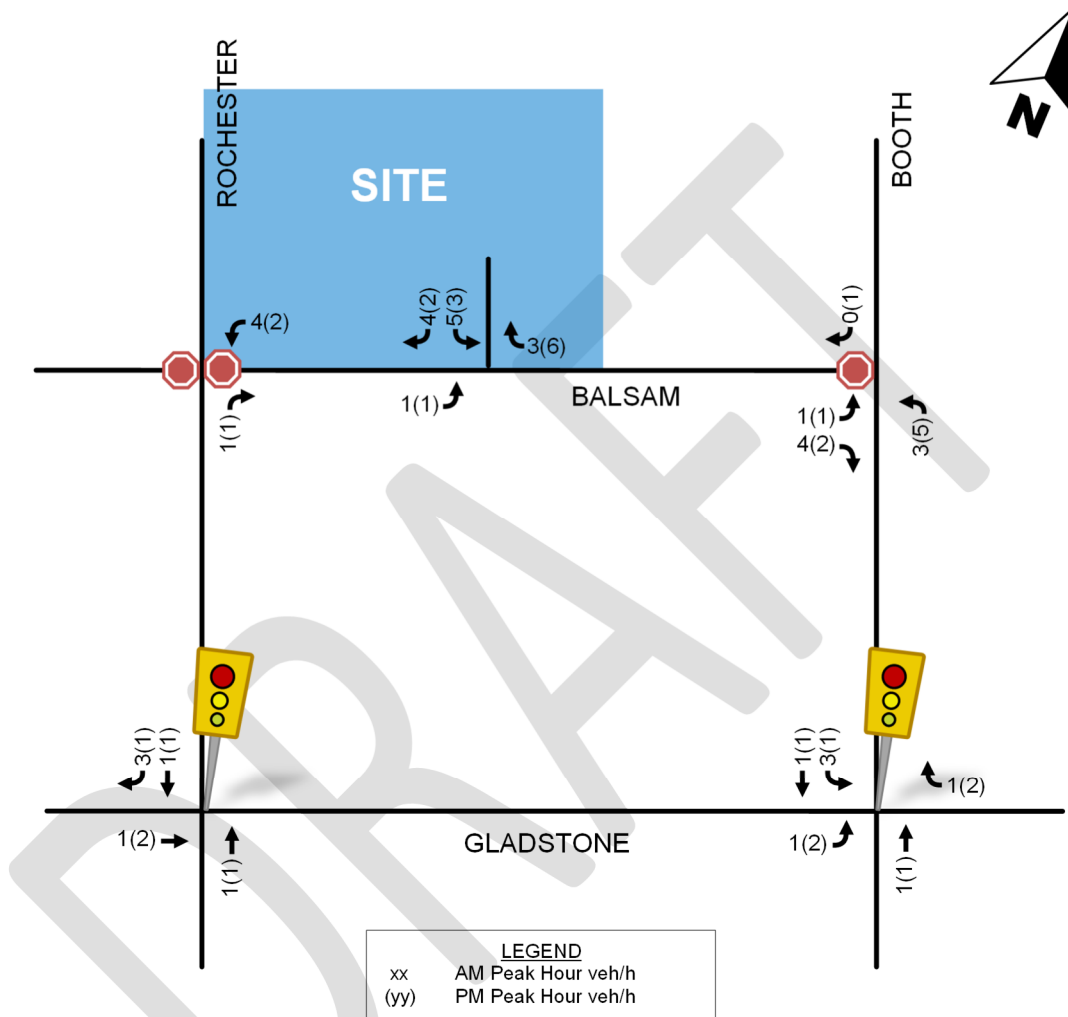 ROCHESTER
BOOTH
N
SITE
4(2)
4(2)
5(3)
3(6)
0(1)
BALSAM
1(1)
1(1)
1(1)
4(2)
3(5)
3(1)
1(1)
1(1)
3(1)
1(2)
1(2)
GLADSTONE
1(2)
1(1)
1(1)
LEGEND
xx AM Peak Hour veh/h
(yy) PM Peak Hour veh/h
DRAFT